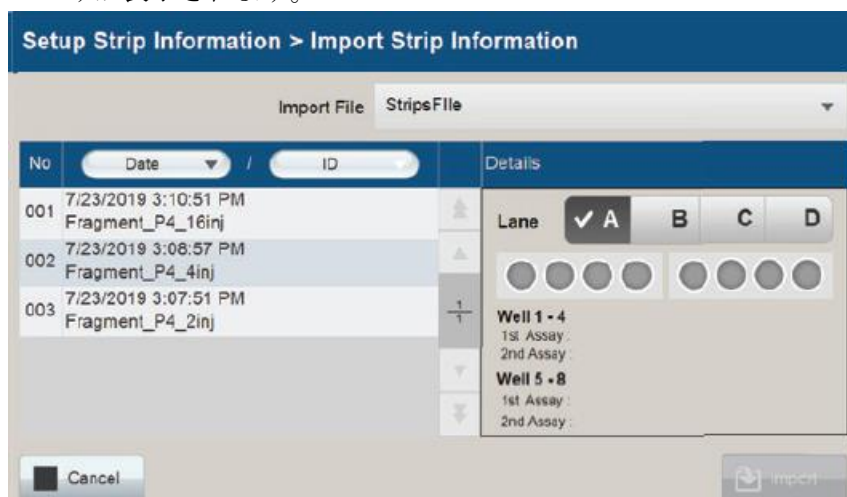 Setup Strip Information > Import Strip Information
Import File StripsFIle
No Date / ID Details
001 7/23/2019 3:10:51 PM
Fragment_P4_16inj
002 7/23/2019 3:08:57 PM
Fragment_P4_4inj
003 7/23/2019 3:07:51 PM
Fragment_P4_2inj
1
1
Lane A B C D
Well 1 - 4
1st Assay :
2nd Assay :
Well 5 - 8
1st Assay :
2nd Assay :
Cancel
Import